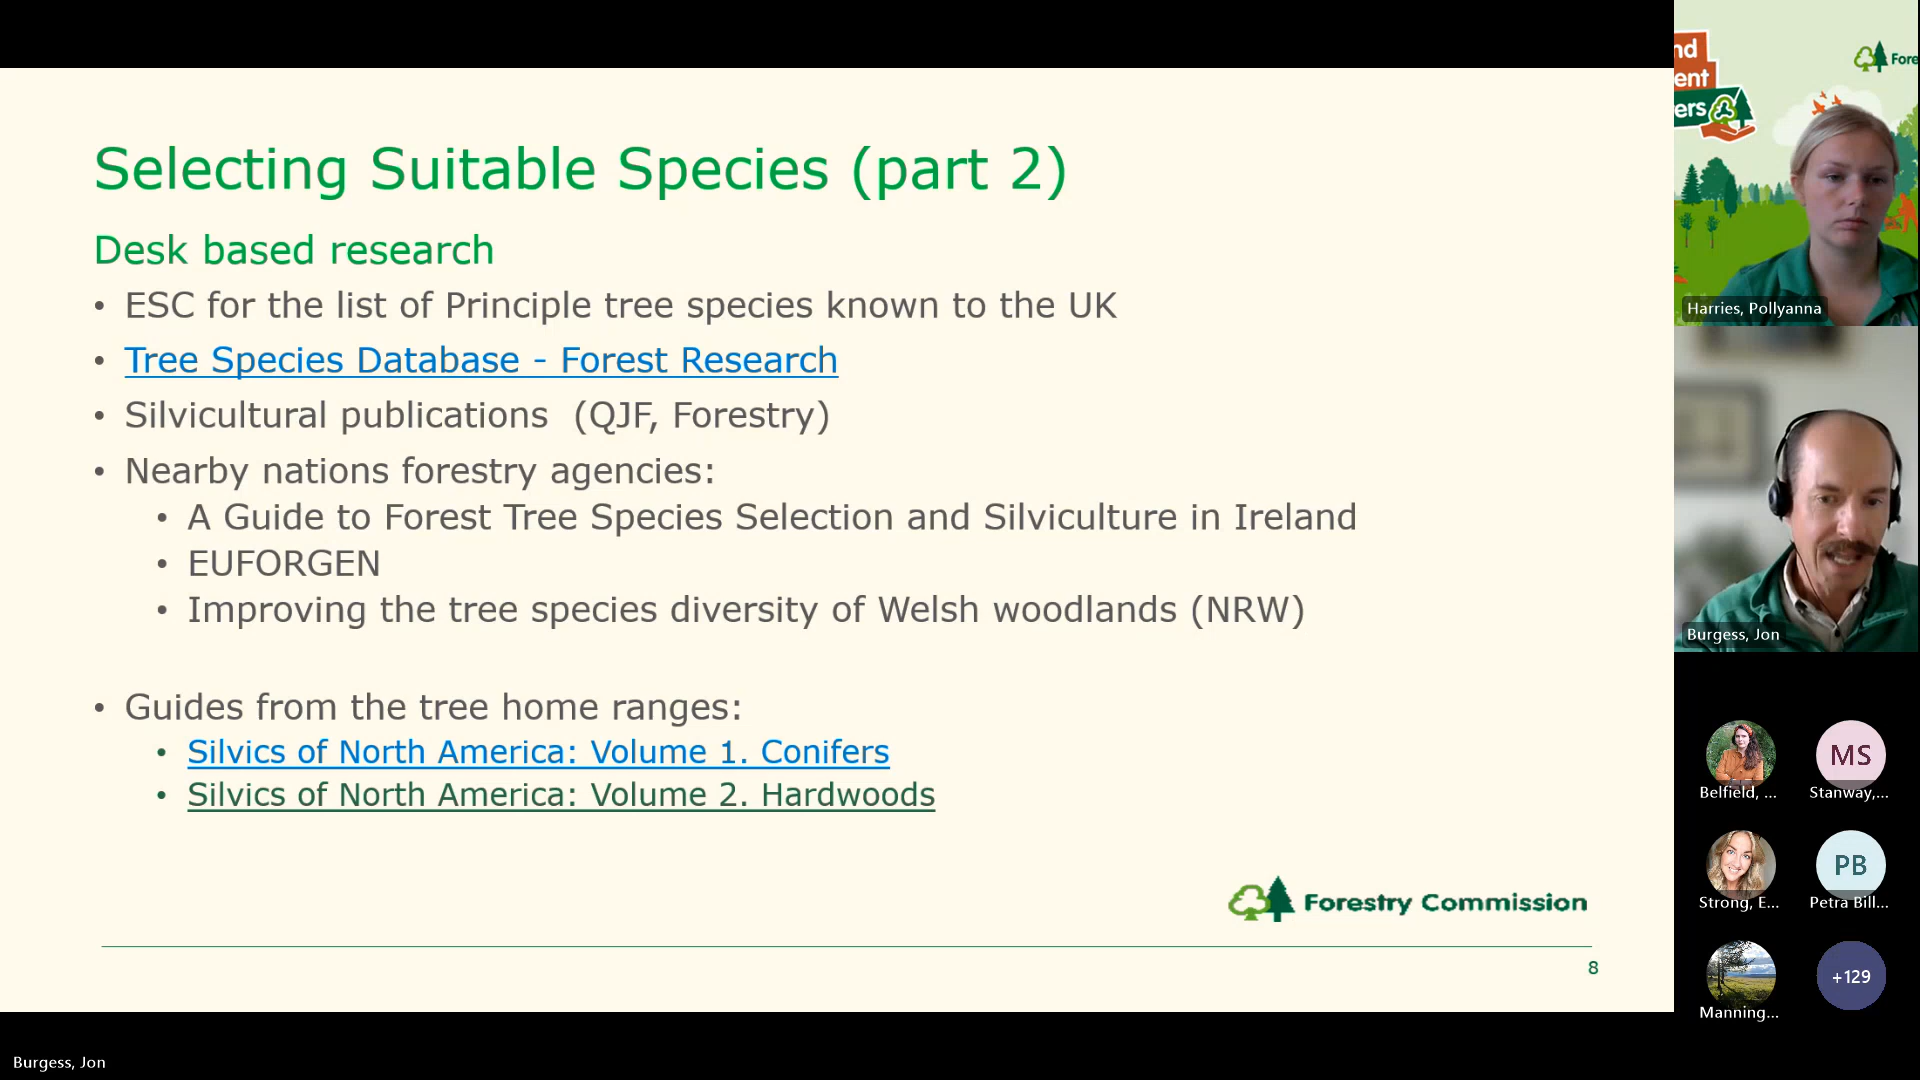 Selecting Suitable Species (part 2)
Desk based research
• ESC for the list of Principle tree species known to the UK
• Tree Species Database - Forest Research
• Silvicultural publications  (QJF, Forestry)
• Nearby nations forestry agencies:
• A Guide to Forest Tree Species Selection and Silviculture in Ireland
• EUFORGEN
• Improving the tree species diversity of Welsh woodlands (NRW)
• Guides from the tree home ranges:
• Silvics of North America: Volume 1. Conifers
• Silvics of North America: Volume 2. Hardwoods
Forestry Commission
8
Burgess, Jon
nd
ent
ers
Fore
Harries, Pollyanna
Burgess, Jon
MS
Belfield, ...
Stanway,...
PB
Strong, E...
Petra Bill...
+129
Manning...